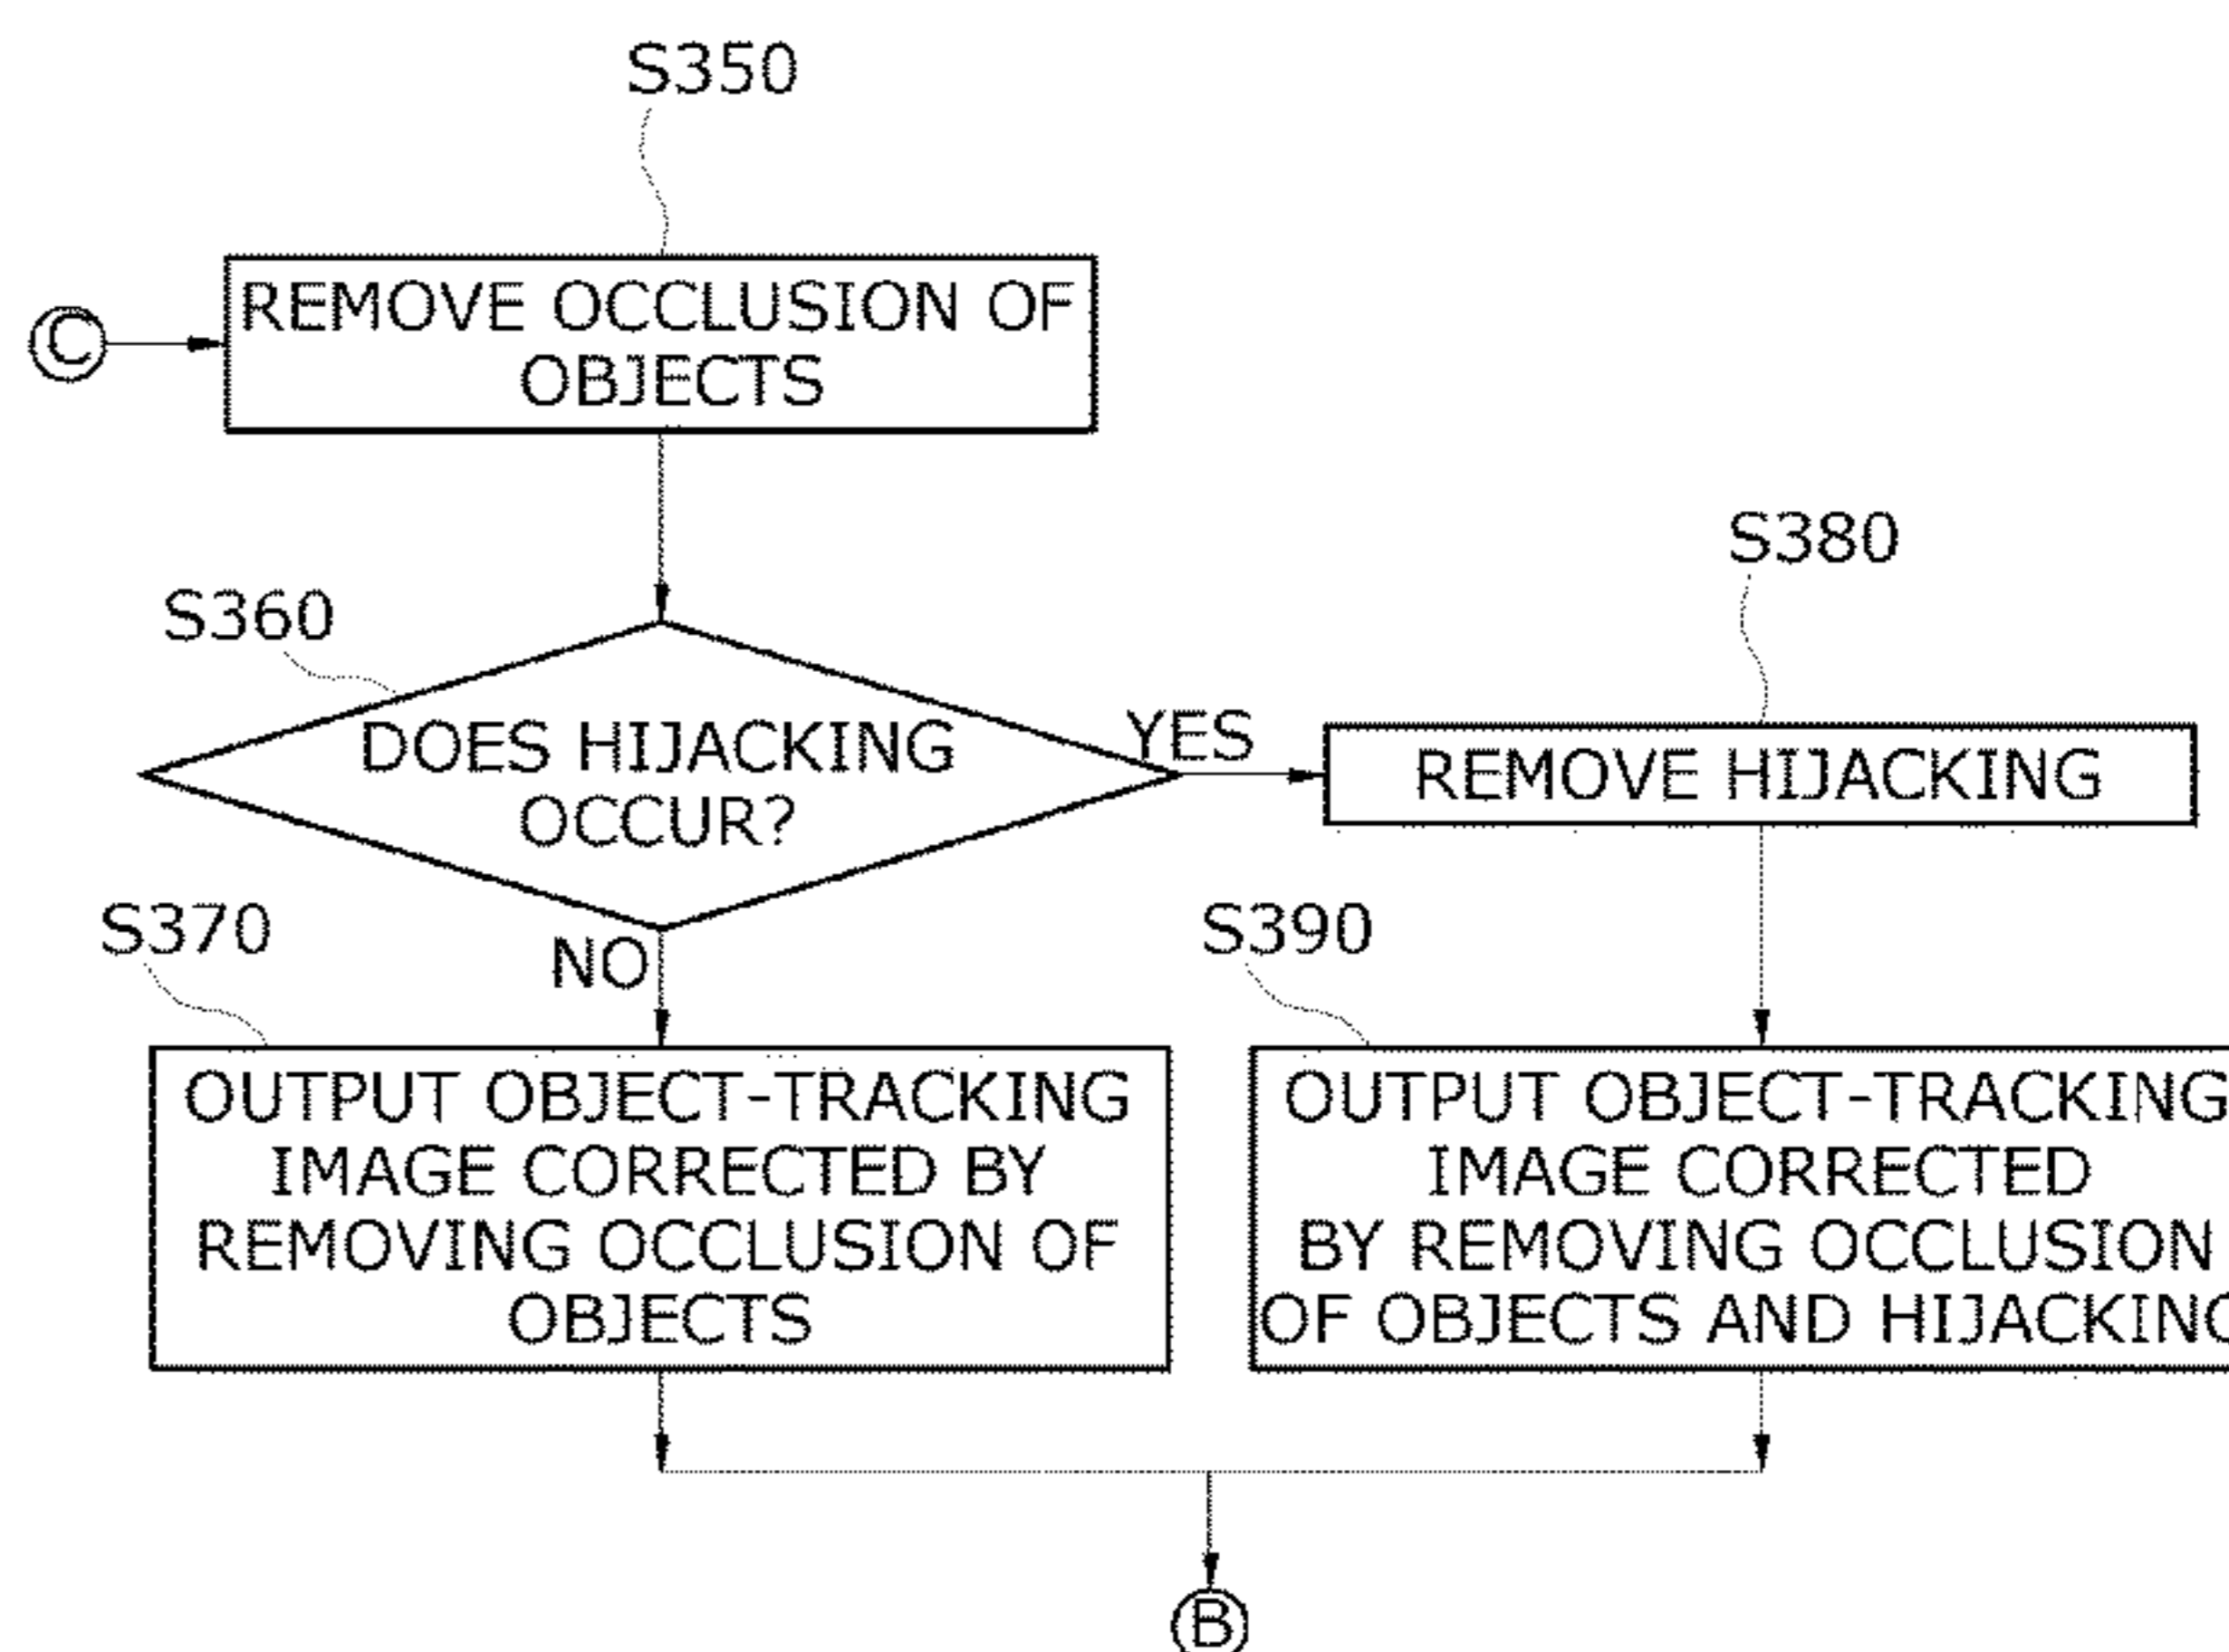 S350
C
REMOVE OCCLUSION OF
OBJECTS
S360
DOES HIJACKING
OCCUR?
YES
S380
REMOVE HIJACKING
NO
S370
OUTPUT OBJECT-TRACKING
IMAGE CORRECTED BY
REMOVING OCCLUSION OF
OBJECTS
S390
OUTPUT OBJECT-TRACKING
IMAGE CORRECTED
BY REMOVING OCCLUSION
OF OBJECTS AND HIJACKING
B